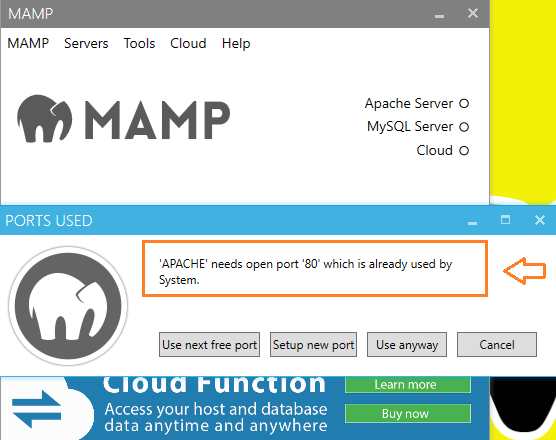 MAMP
MAMP Servers Tools Cloud Help
MAMP
Apache Server
MySQL Server
Cloud
PORTS USED
'APACHE' needs open port '80' which is already used by
System.
Use next free port Setup new port Use anyway Cancel
Cloud Function
Access your host and database
data anytime and anywhere
Learn more
Buy now